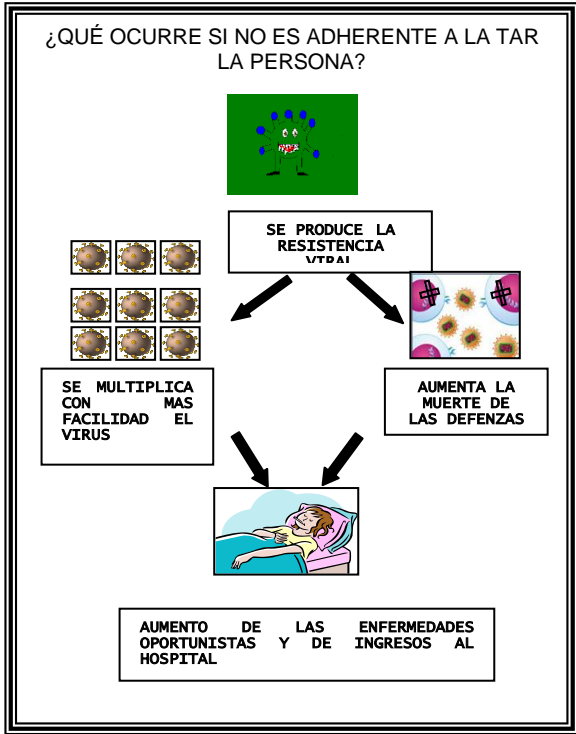 ¿QUÉ OCURRE SI NO ES ADHERENTE A LA TAR
LA PERSONA?
SE PRODUCE LA
RESISTENCIA
VIRAL
SE MULTIPLICA
CON MAS
FACILIDAD EL
VIRUS
AUMENTA LA
MUERTE DE
LAS DEFENZAS
AUMENTO DE LAS ENFERMEDADES
OPORTUNISTAS Y DE INGRESOS AL
HOSPITAL